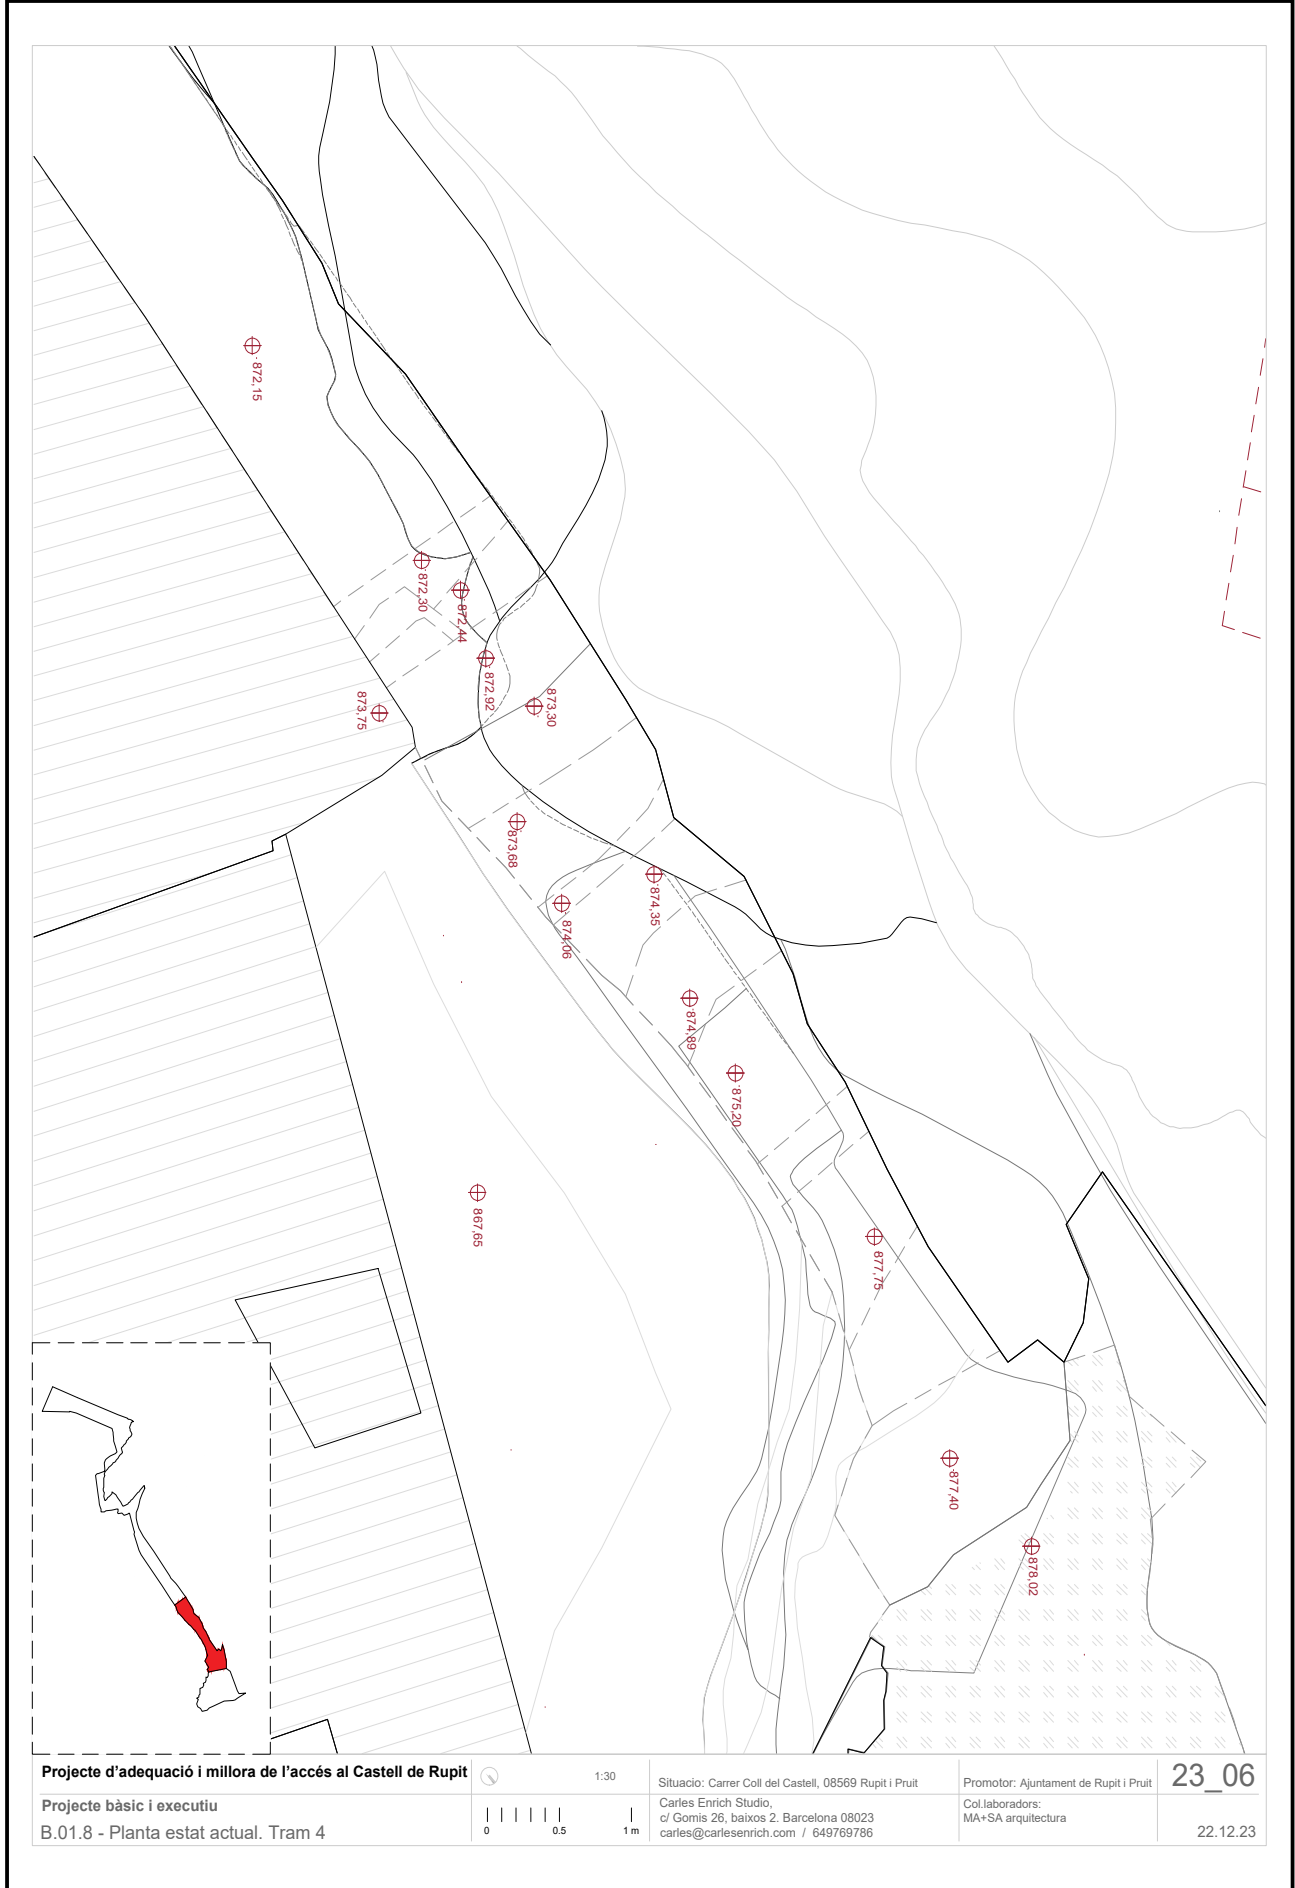 872,15
872,30
872,44
872,92
873,30
873,75
873,68
874,35
874,06
874,89
875,20
867,65
877,75
877,40
878,02
Projecte d'adequació i millora de l'accés al Castell de Rupit
Projecte bàsic i executiu
B.01.8 - Planta estat actual. Tram 4
1:30
0 0.5 1 m
Situacio: Carrer Coll del Castell, 08569 Rupit i Pruit
Carles Enrich Studio,
c/ Gomis 26, baixos 2. Barcelona 08023
carles@carlesenrich.com / 649769786
Promotor: Ajuntament de Rupit i Pruit
Col.laboradors:
MA+SA arquitectura
23_06
22.12.23